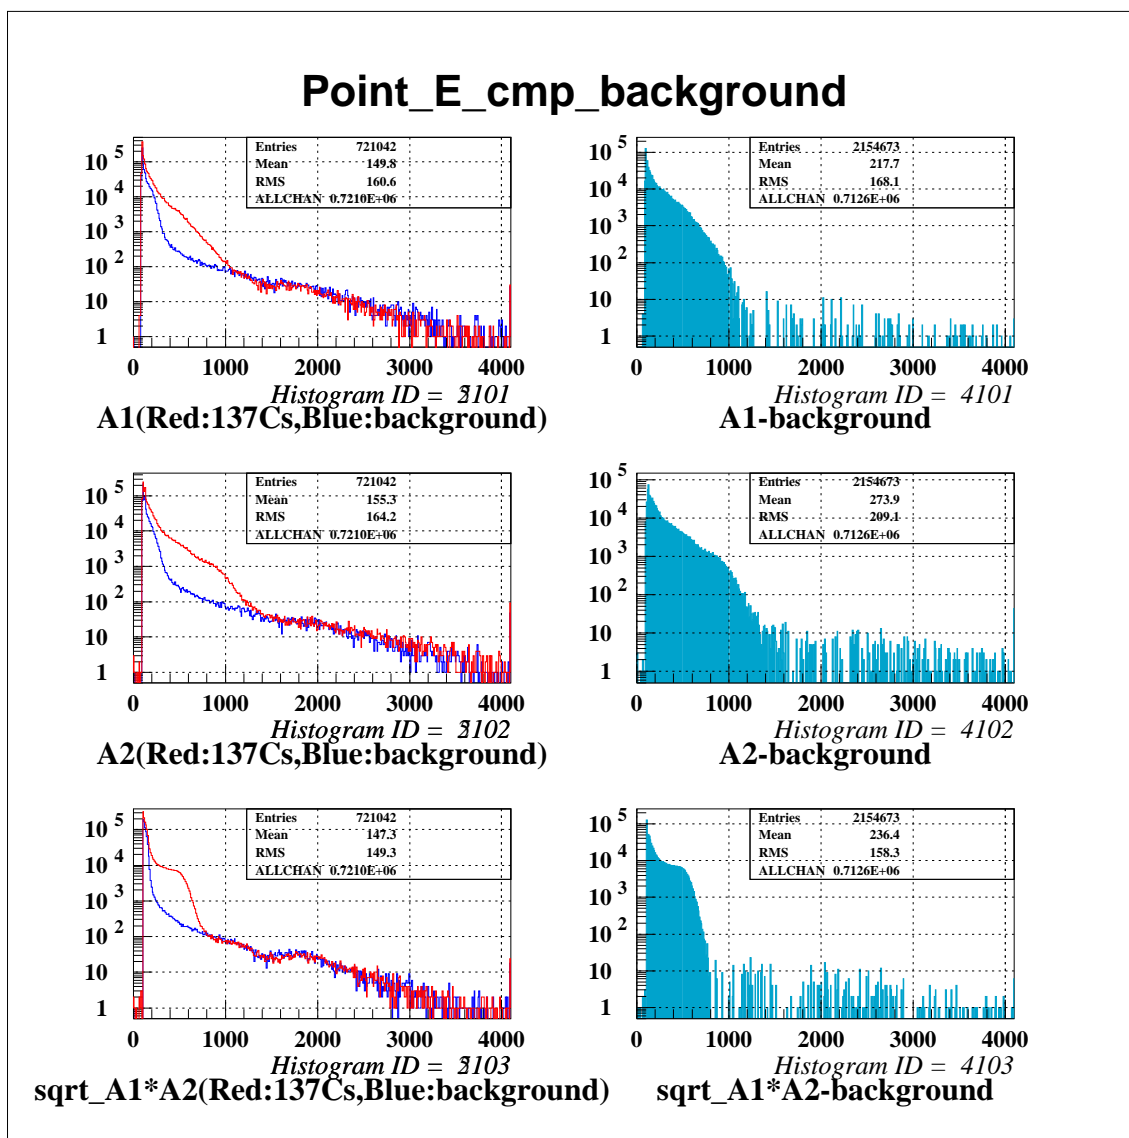 Point_E_cmp_background
Entries 721042
Mean 149.8
RMS 160.6
ALLCHAN 0.7210E+06
10^5
10^4
10^3
10^2
10
1
0 1000 2000 3000 4000
Histogram ID = 101
A1(Red:137Cs,Blue:background)
Entries 2154673
Mean 217.7
RMS 168.1
ALLCHAN 0.7126E+06
10^5
10^4
10^3
10^2
10
1
0 1000 2000 3000 4000
Histogram ID = 4101
A1-background
Entries 721042
Mean 155.3
RMS 164.2
ALLCHAN 0.7210E+06
10^5
10^4
10^3
10^2
10
1
0 1000 2000 3000 4000
Histogram ID = 102
A2(Red:137Cs,Blue:background)
Entries 2154673
Mean 273.9
RMS 209.1
ALLCHAN 0.7126E+06
10^5
10^4
10^3
10^2
10
1
0 1000 2000 3000 4000
Histogram ID = 4102
A2-background
Entries 721042
Mean 147.3
RMS 149.3
ALLCHAN 0.7210E+06
10^5
10^4
10^3
10^2
10
1
0 1000 2000 3000 4000
Histogram ID = 103
sqrt_A1*A2(Red:137Cs,Blue:background)
Entries 2154673
Mean 236.4
RMS 158.3
ALLCHAN 0.7126E+06
10^5
10^4
10^3
10^2
10
1
0 1000 2000 3000 4000
Histogram ID = 4103
sqrt_A1*A2-background